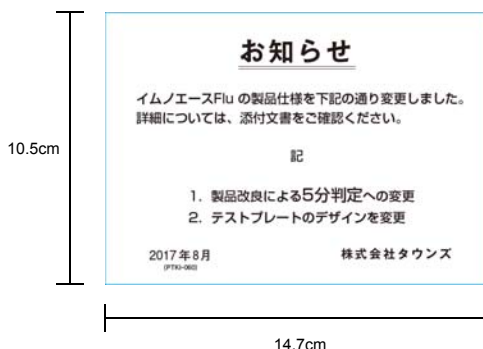 お知らせ
イムノエースFlu の製品仕様を下記の通り変更しました。
詳細については、添付文書をご確認ください。
10.5cm
記
1. 製品改良による5分判定への変更
2. テストプレートのデザインを変更
2017年8月 株式会社タウンズ
(PTKI-060)
14.7cm